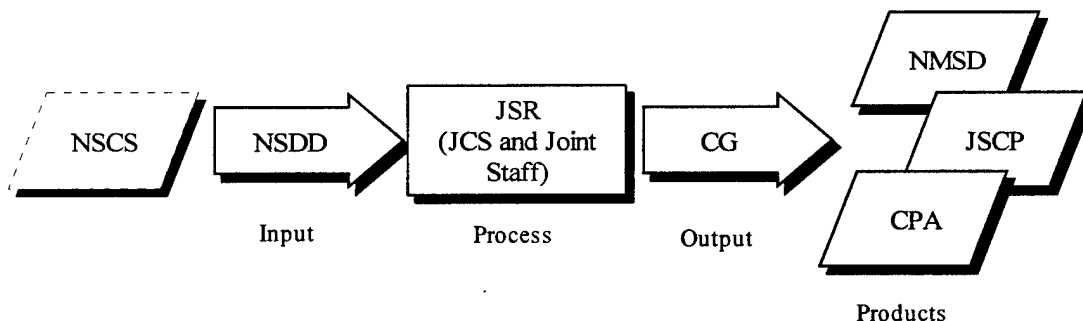 NSCS
NSDD
JSR
(JCS and Joint
Staff)
CG
NMSD
JSCP
CPA
Input
Process
Output
Products